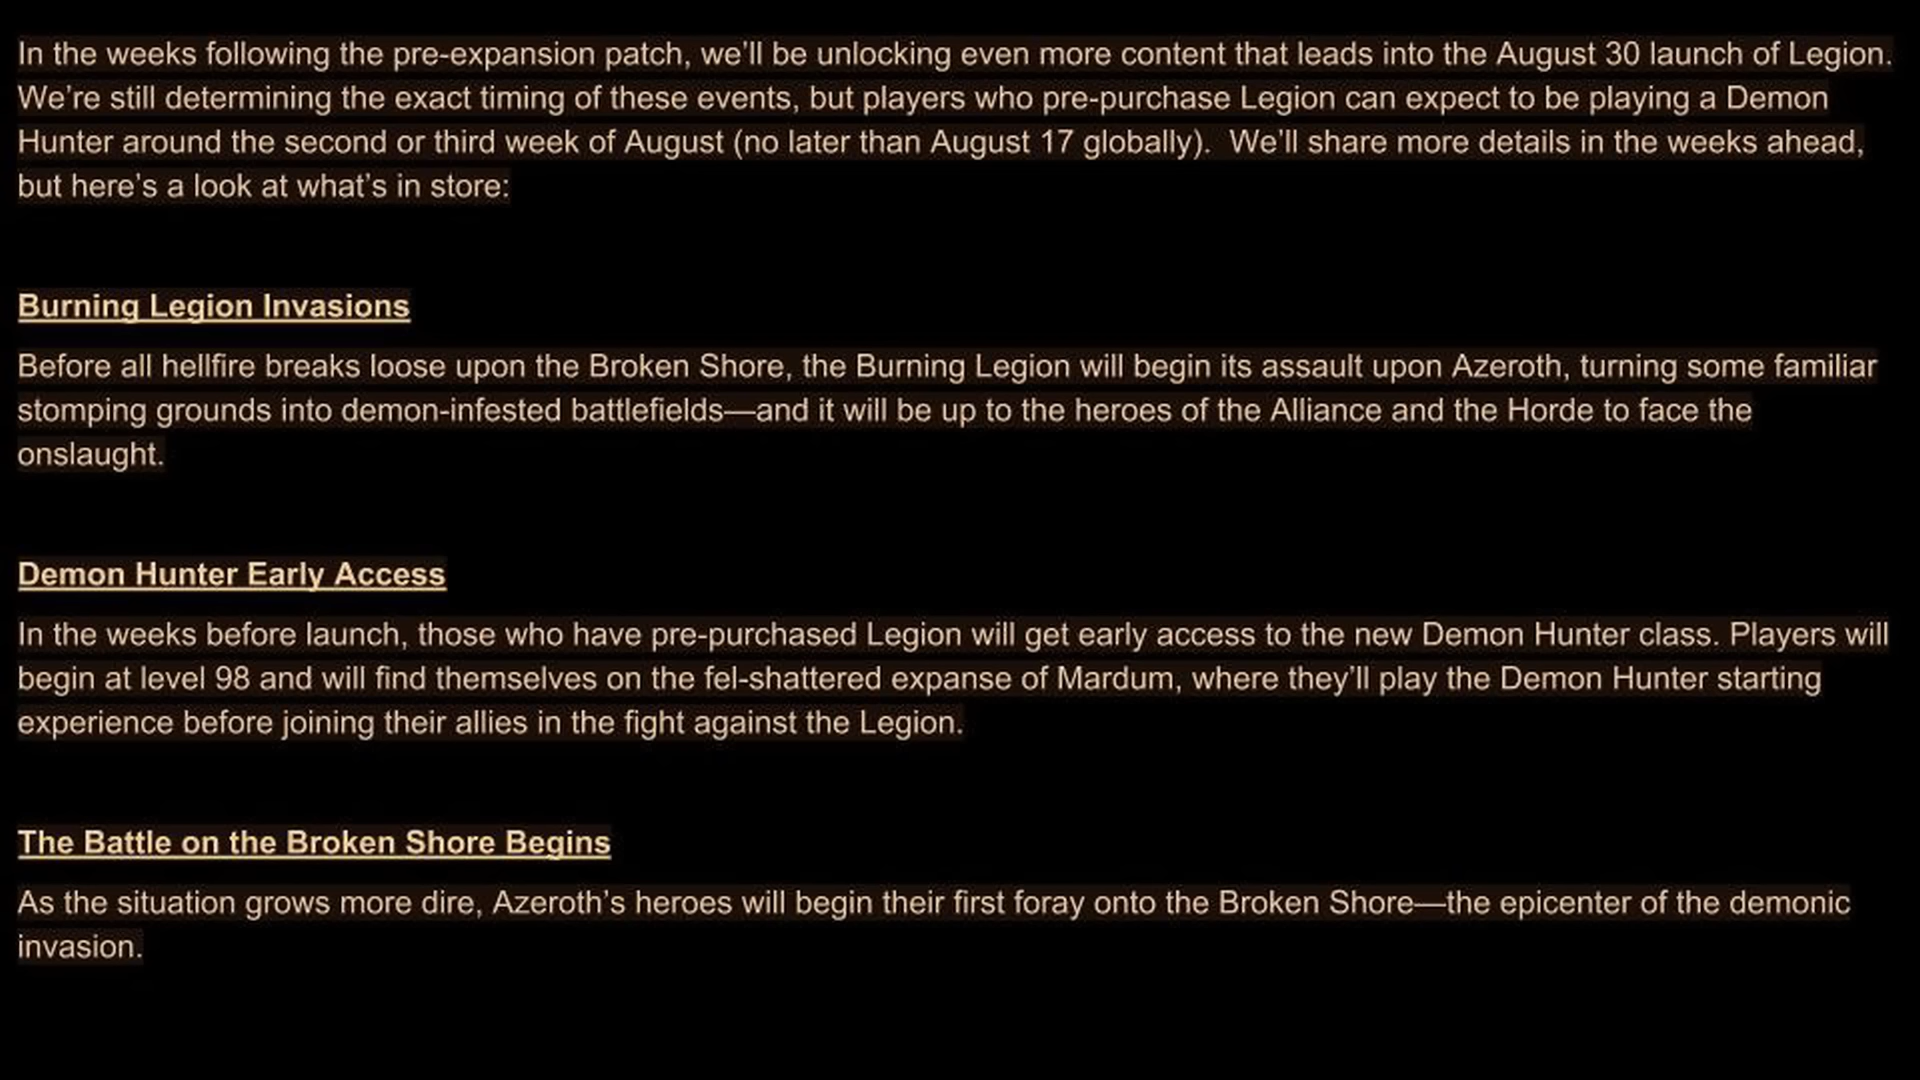 In the weeks following the pre-expansion patch, we’ll be unlocking even more content that leads into the August 30 launch of Legion.
We’re still determining the exact timing of these events, but players who pre-purchase Legion can expect to be playing a Demon
Hunter around the second or third week of August (no later than August 17 globally).  We’ll share more details in the weeks ahead,
but here’s a look at what’s in store:
Burning Legion Invasions
Before all hellfire breaks loose upon the Broken Shore, the Burning Legion will begin its assault upon Azeroth, turning some familiar
stomping grounds into demon-infested battlefields—and it will be up to the heroes of the Alliance and the Horde to face the
onslaught.
Demon Hunter Early Access
In the weeks before launch, those who have pre-purchased Legion will get early access to the new Demon Hunter class. Players will
begin at level 98 and will find themselves on the fel-shattered expanse of Mardum, where they’ll play the Demon Hunter starting
experience before joining their allies in the fight against the Legion.
The Battle on the Broken Shore Begins
As the situation grows more dire, Azeroth’s heroes will begin their first foray onto the Broken Shore—the epicenter of the demonic
invasion.